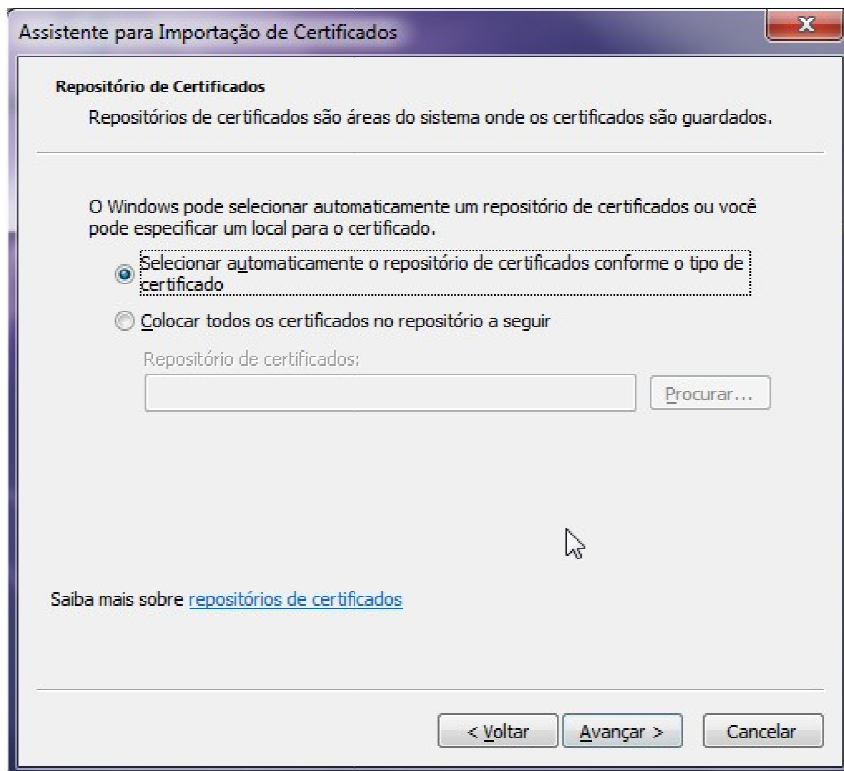 Assistente para Importação de Certificados
Repositório de Certificados
Repositórios de certificados são áreas do sistema onde os certificados são guardados.
O Windows pode selecionar automaticamente um repositório de certificados ou você
pode especificar um local para o certificado.
Selecionar automaticamente o repositório de certificados conforme o tipo de
certificado
Colocar todos os certificados no repositório a seguir
Repositório de certificados:
Procurar...
Saiba mais sobre repositórios de certificados
< Voltar
Avançar >
Cancelar